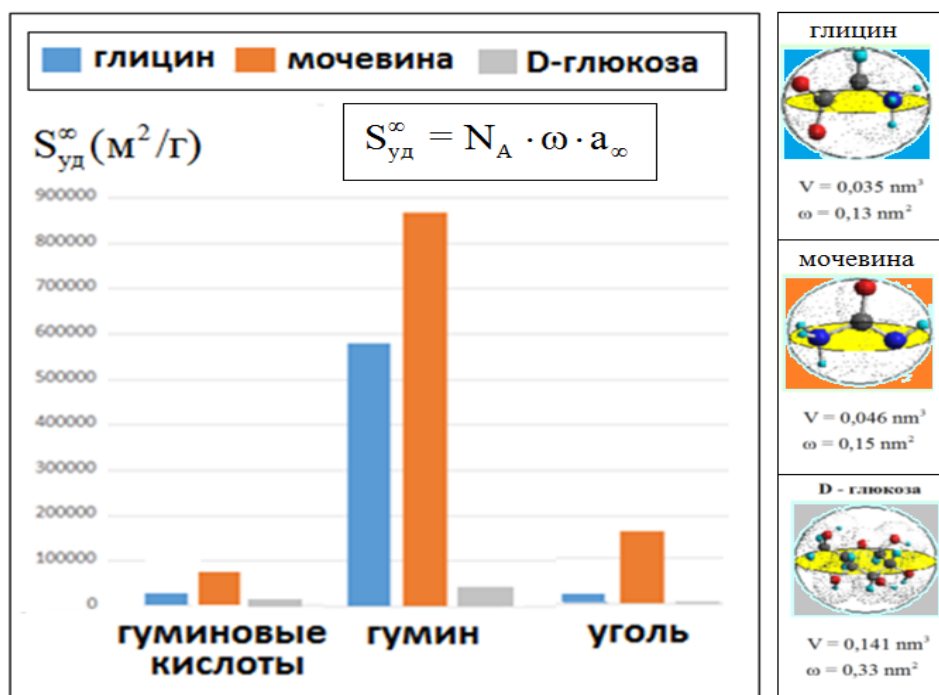 глицин мочевина D-глюкоза
S∞уд (м²/г)
S∞уд = N_A · ω · a∞
900000
800000
700000
600000
500000
400000
300000
200000
100000
0
гуминовые кислоты
гумин
уголь
глицин
V = 0,035 nm³
ω = 0,13 nm²
мочевина
V = 0,046 nm³
ω = 0,15 nm²
D - глюкоза
V = 0,141 nm³
ω = 0,33 nm²